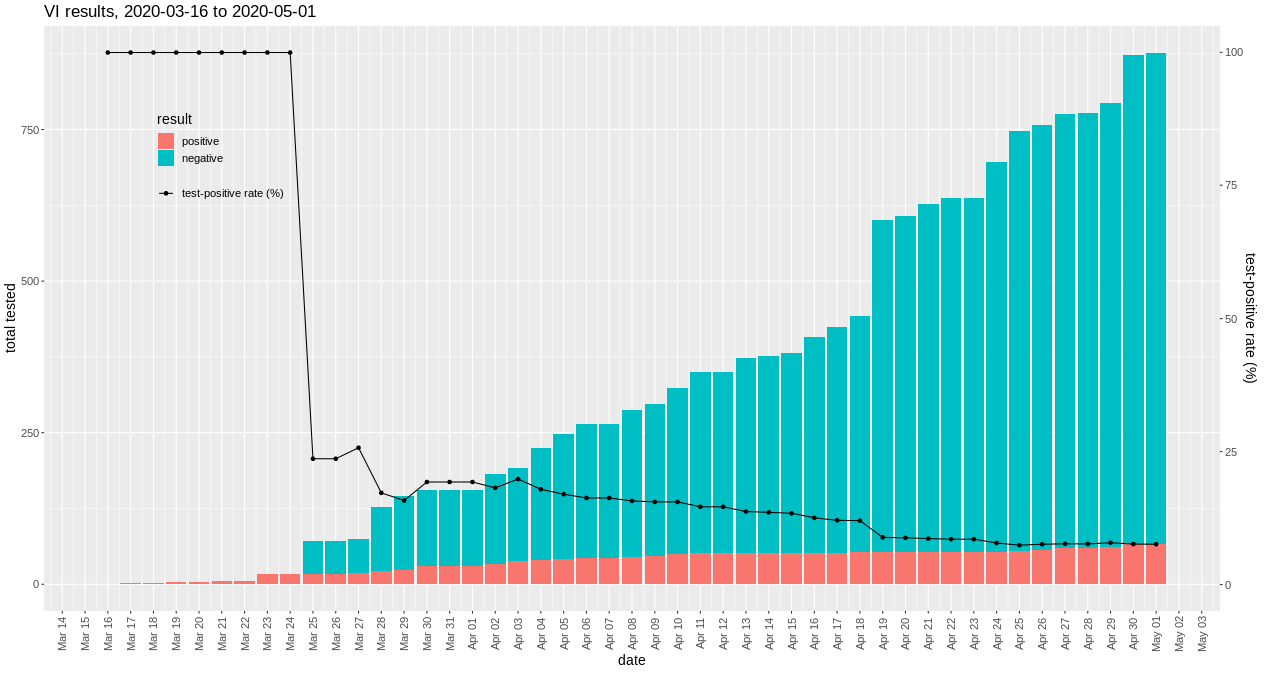 VI results, 2020-03-16 to 2020-05-01
result
positive
negative
test-positive rate (%)
total tested
750
500
250
0
100
75
50
25
0
test-positive rate (%)
Mar 14
Mar 15
Mar 16
Mar 17
Mar 18
Mar 19
Mar 20
Mar 21
Mar 22
Mar 23
Mar 24
Mar 25
Mar 26
Mar 27
Mar 28
Mar 29
Mar 30
Mar 31
Apr 01
Apr 02
Apr 03
Apr 04
Apr 05
Apr 06
Apr 07
Apr 08
Apr 09
Apr 10
Apr 11
Apr 12
Apr 13
Apr 14
Apr 15
Apr 16
Apr 17
Apr 18
Apr 19
Apr 20
Apr 21
Apr 22
Apr 23
Apr 24
Apr 25
Apr 26
Apr 27
Apr 28
Apr 29
Apr 30
May 01
May 02
May 03
date